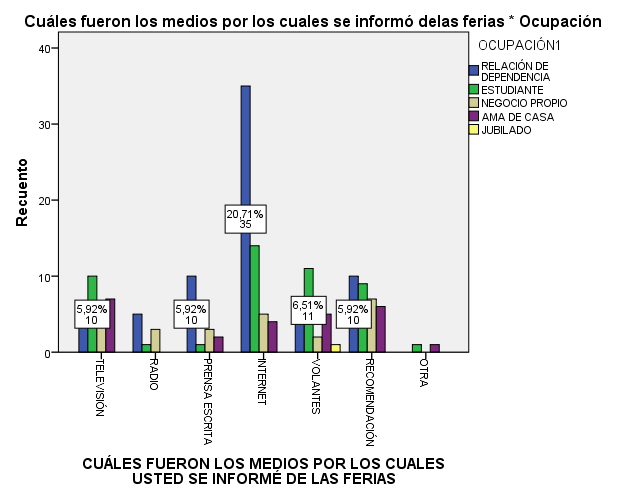 Cuáles fueron los medios por los cuales se informó delas ferias * Ocupación
OCUPACIÓN1
RELACIÓN DE
DEPENDENCIA
ESTUDIANTE
NEGOCIO PROPIO
AMA DE CASA
JUBILADO
Recuento
40
30
20
10
0
5,92%
10
5,92%
10
20,71%
35
6,51%
11
5,92%
10
TELEVISIÓN
RADIO
PRENSA ESCRITA
INTERNET
VOLANTES
RECOMENDACIÓN
OTRA
CUÁLES FUERON LOS MEDIOS POR LOS CUALES
USTED SE INFORMÉ DE LAS FERIAS